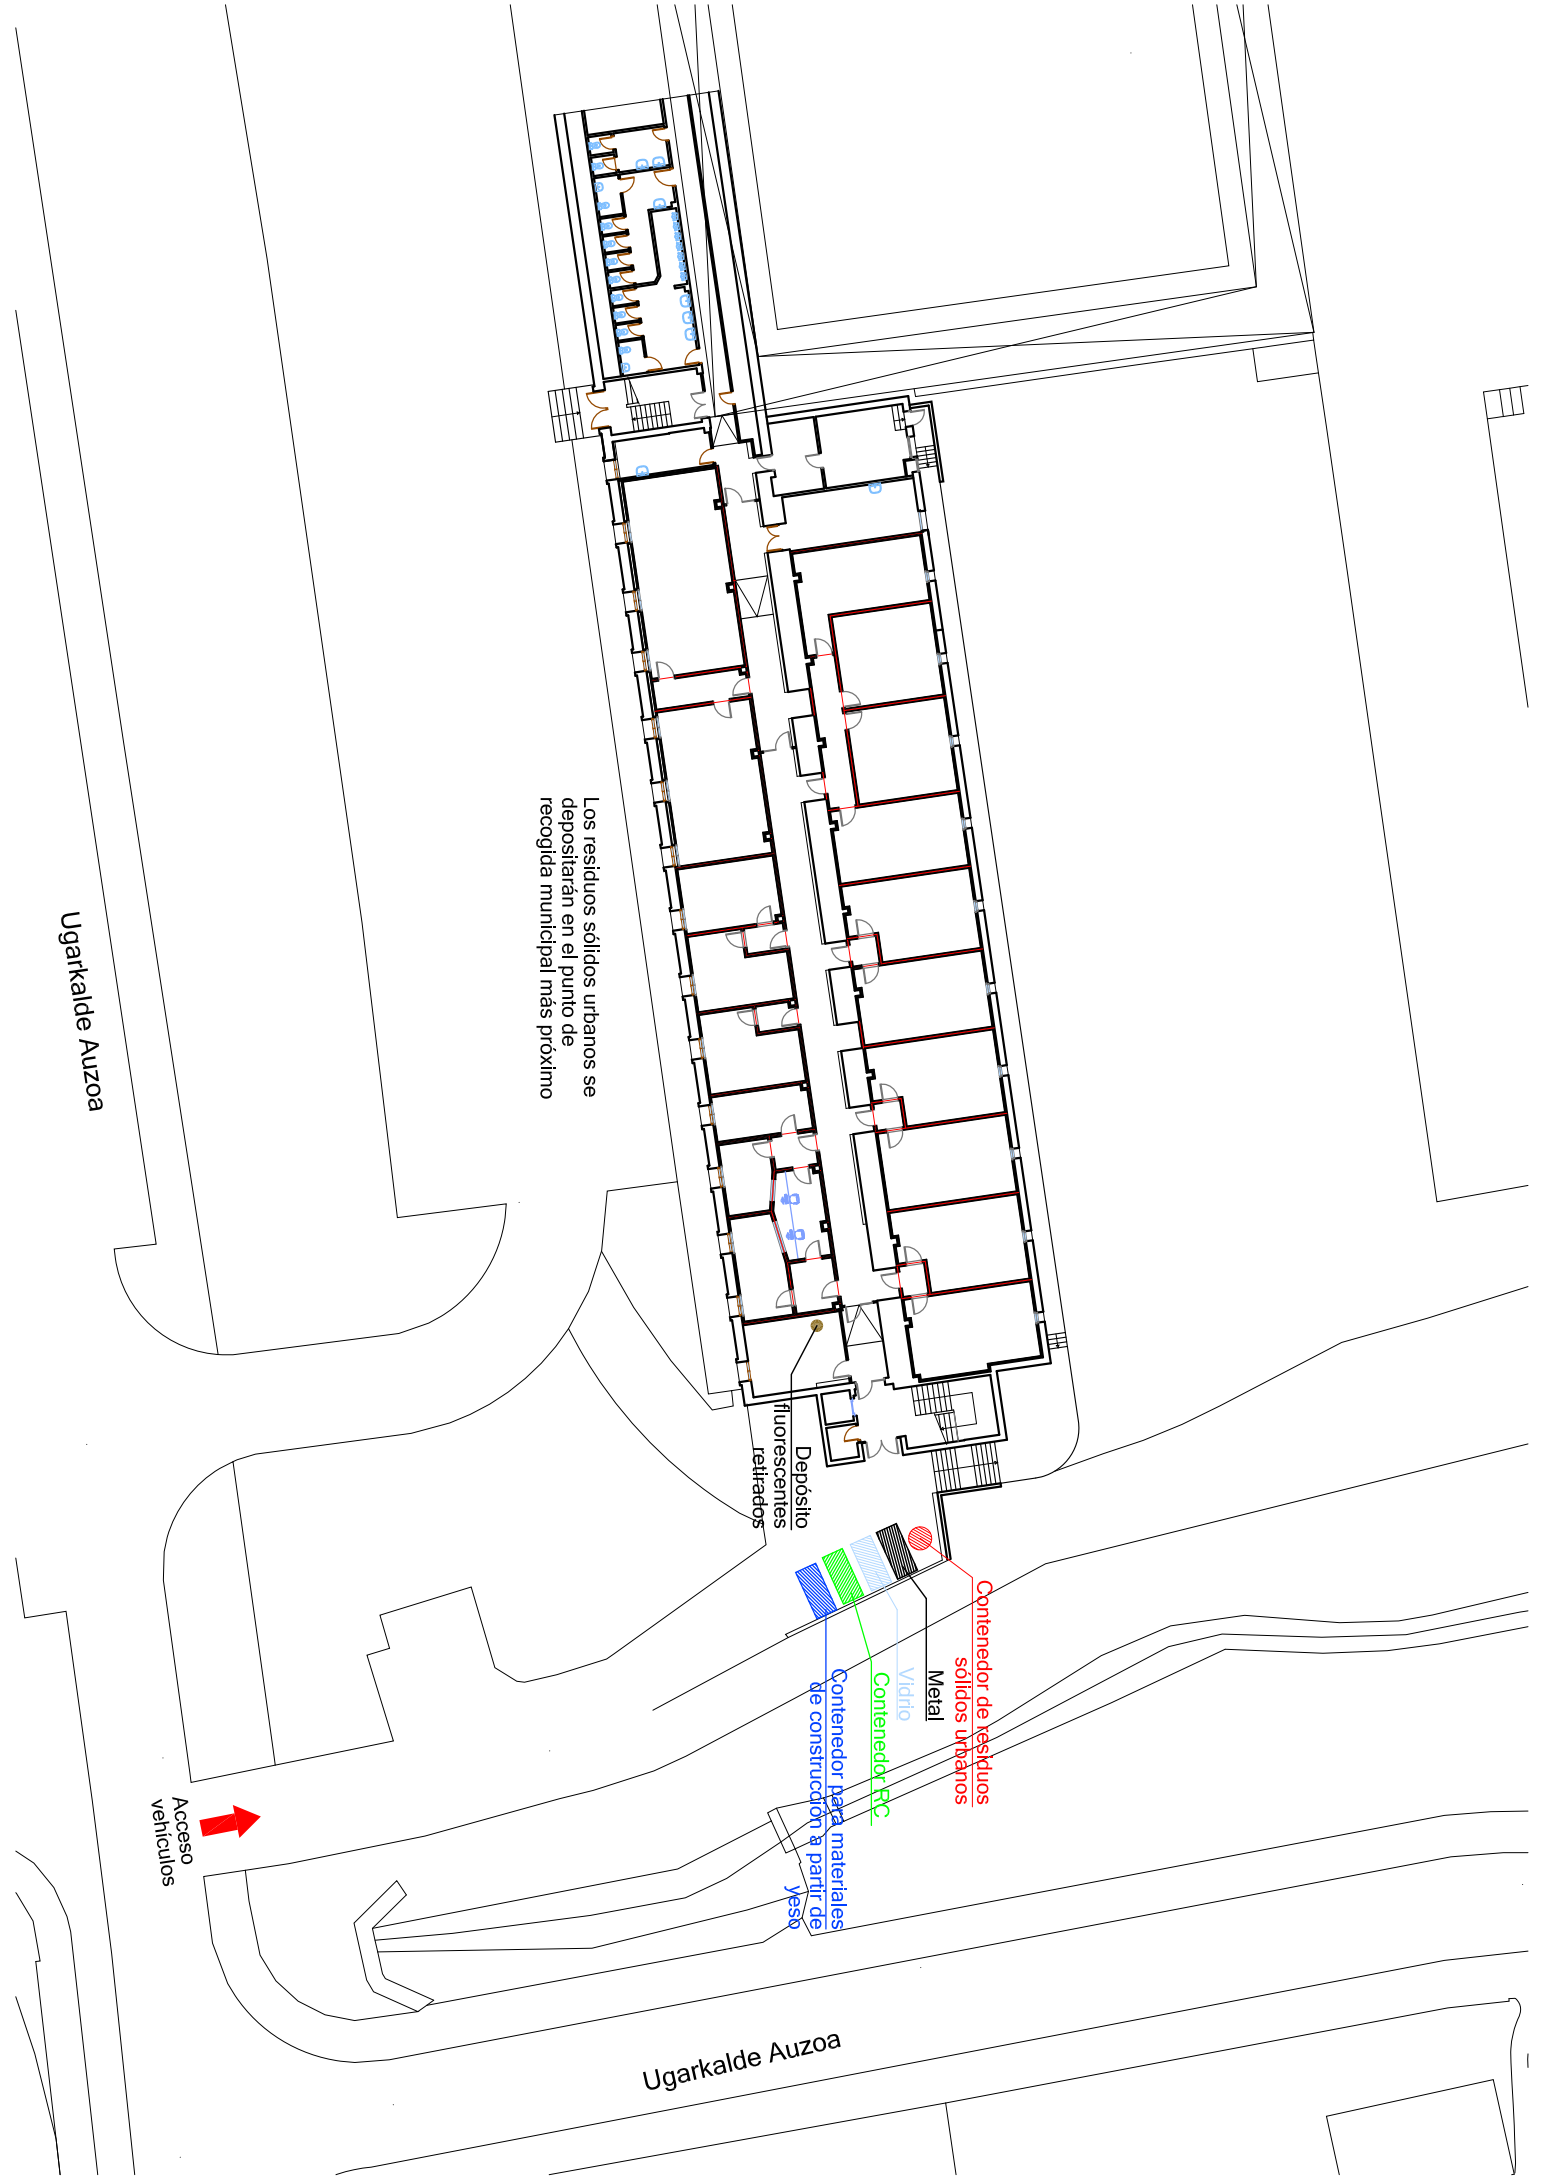 Los residuos sólidos urbanos se
depositarán en el punto de
recogida municipal más próximo
Ugarkalde Auzoa
Depósito
fluorescentes
retirados
Contenedor de residuos
sólidos urbanos
Metal
Vidrio
Contenedor RC
Contenedor para materiales
de construcción a partir de
yeso
Acceso
vehículos
Ugarkalde Auzoa